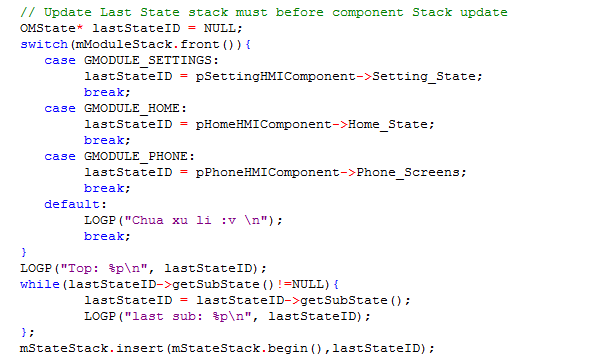 // Update Last State stack must before component Stack update
OMState* lastStateID = NULL;
switch(mModuleStack.front()){
case GMODULE_SETTINGS:
lastStateID = pSettingHMIComponent->Setting_State;
break;
case GMODULE_HOME:
lastStateID = pHomeHMIComponent->Home_State;
break;
case GMODULE_PHONE:
lastStateID = pPhoneHMIComponent->Phone_Screens;
break;
default:
LOGP("Chua xu li :v \n");
break;
}
LOGP("Top: %p\n", lastStateID);
while(lastStateID->getSubState()!=NULL){
lastStateID = lastStateID->getSubState();
LOGP("last sub: %p\n", lastStateID);
};
mStateStack.insert(mStateStack.begin(),lastStateID);